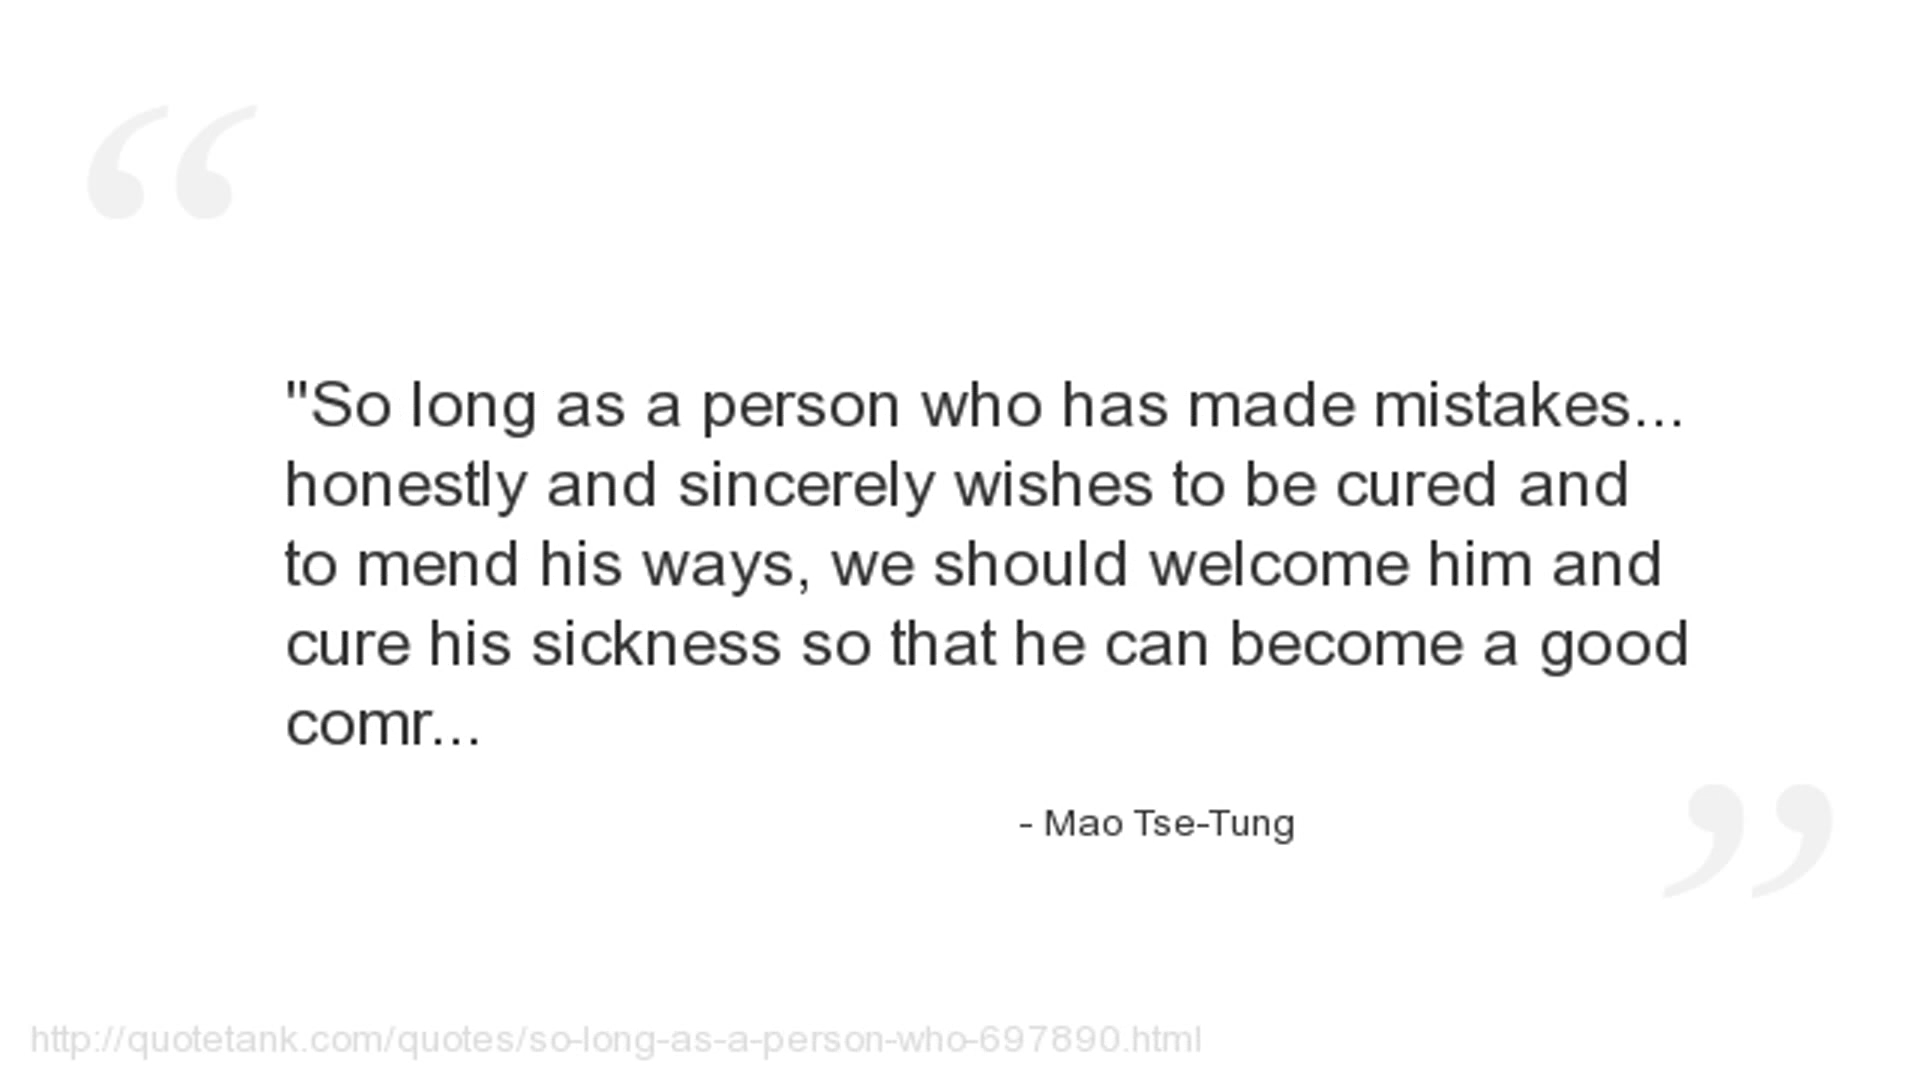 "So long as a person who has made mistakes...
honestly and sincerely wishes to be cured and
to mend his ways, we should welcome him and
cure his sickness so that he can become a good
comr...
- Mao Tse-Tung
http://quotetank.com/quotes/so-long-as-a-person-who-697890.html